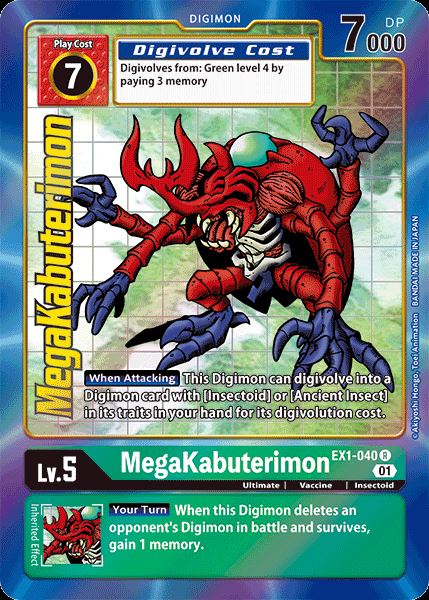 DIGIMON
Play Cost
7
Digivolve Cost
Digivolves from: Green level 4 by
paying 3 memory
7000
DP
MegaKabuterimon
©Akiyoshi Hongo, Toei Animation BANDAI MADE IN JAPAN
When Attacking This Digimon can digivolve into a
Digimon card with [Insectoid] or [Ancient Insect]
in its traits in your hand for its digivolution cost.
Lv.5
MegaKabuterimon
EX1-040 R
01
Ultimate | Vaccine | Insectoid
Inherited Effect
Your Turn When this Digimon deletes an
opponent's Digimon in battle and survives,
gain 1 memory.